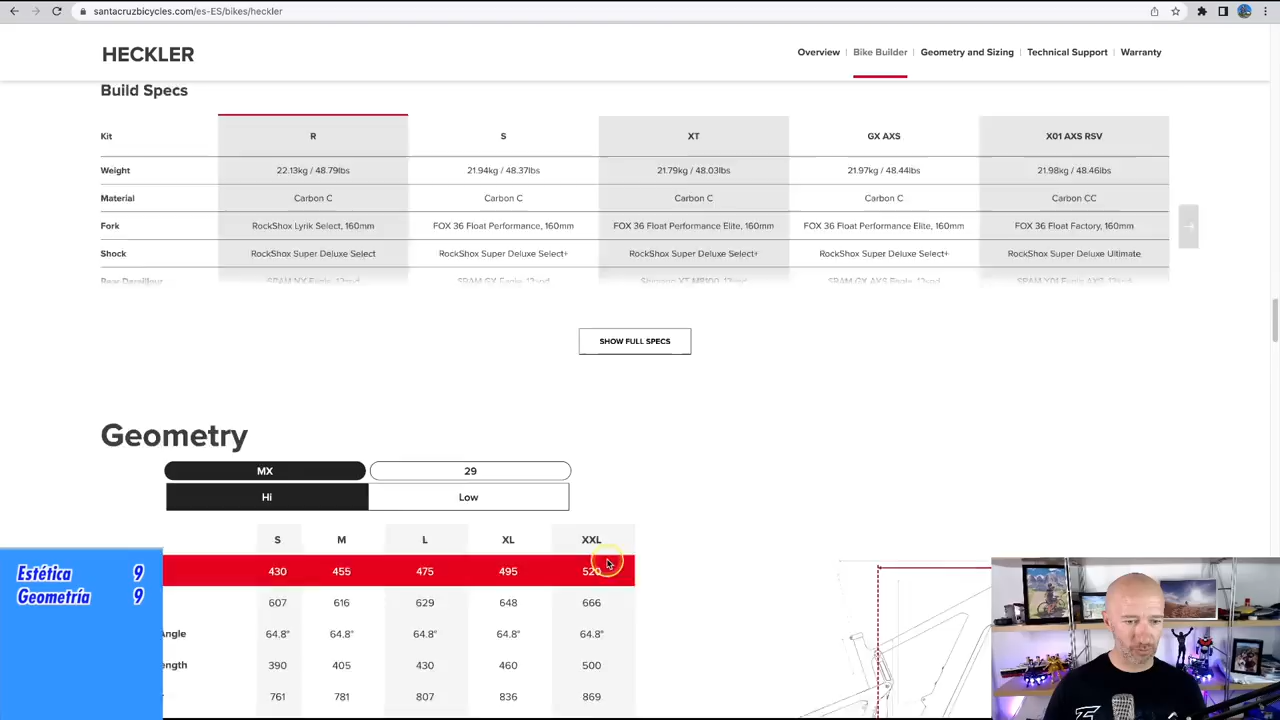 santacruzbicycles.com/es-ES/bikes/heckler
HECKLER
Overview
Bike Builder
Geometry and Sizing
Technical Support
Warranty
Build Specs
Kit R S XT GX AXS X01 AXS RSV
Weight 22.13kg / 48.79lbs 21.94kg / 48.37lbs 21.79kg / 48.03lbs 21.97kg / 48.44lbs 21.98kg / 48.46lbs
Material Carbon C Carbon C Carbon C Carbon C Carbon CC
Fork RockShox Lyrik Select, 160mm FOX 36 Float Performance, 160mm FOX 36 Float Performance Elite, 160mm FOX 36 Float Performance Elite, 160mm FOX 36 Float Factory, 160mm
Shock RockShox Super Deluxe Select RockShox Super Deluxe Select+ RockShox Super Deluxe Select+ RockShox Super Deluxe Select+ RockShox Super Deluxe Ultimate
SHOW FULL SPECS
Geometry
MX 29
Hi Low
S M L XL XXL
430 455 475 495 520
607 616 629 648 666
Angle 64.8° 64.8° 64.8° 64.8° 64.8°
390 405 430 460 500
761 781 807 836 869
Estética 9
Geometría 9